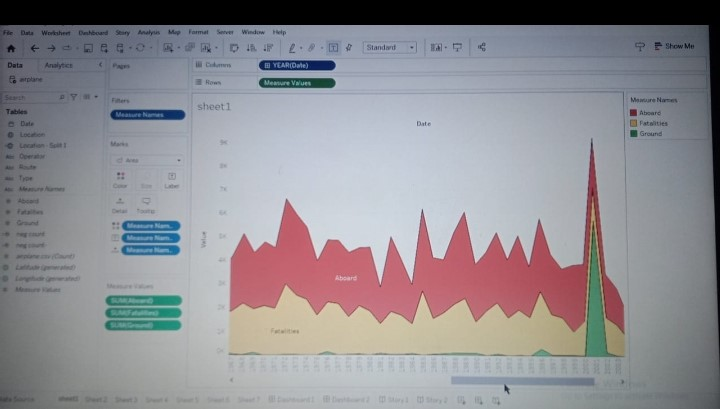 File Data Worksheet Dashboard Story Analysis Map Format Server Window Help
Standard
Show Me
Data Analytics
Pages
Columns YEAR(Date)
Rows Measure Values
airplane
Search
Filters
Measure Names
Tables
Date
Location
Location - Split 1
Abc Operator
Abc Route
Abc Type
Abc Measure Names
Aboard
Fatalities
Ground
neg count
neg count
airplane.csv (Count)
Latitude (generated)
Longitude (generated)
Measure Values
Marks
Area
Color Size Label
Detail Tooltip
Measure Nam..
Measure Nam..
Measure Nam..
Measure Values
SUM(Aboard)
SUM(Fatalities)
SUM(Ground)
sheet1
Date
Value
9K
8K
7K
6K
5K
4K
3K
2K
1K
0K
Aboard
Fatalities
Measure Names
Aboard
Fatalities
Ground
Data Source sheet1 Sheet 2 Sheet 3 Sheet 4 Sheet 5 Sheet 6 Sheet 7 Dashboard 1 Dashboard 2 Story 1 Story 2